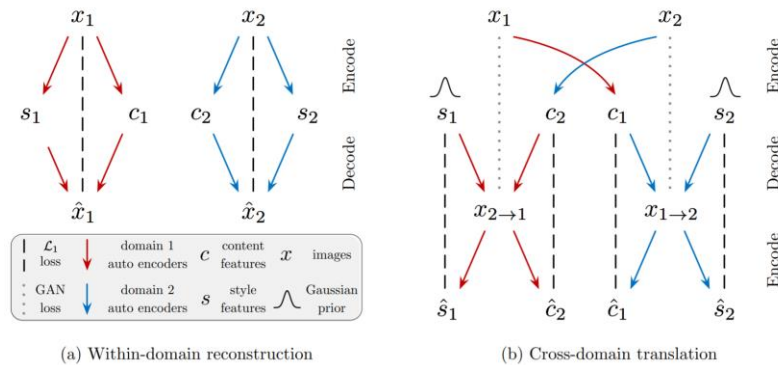 x₁ x₂
Encode
s₁ c₁ c₂ s₂
Decode
x̂₁ x̂₂
ℒ₁ loss
domain 1 auto encoders
c content features
x images
GAN loss
domain 2 auto encoders
s style features
Gaussian prior
(a) Within-domain reconstruction
x₁ x₂
Encode
s₁ c₂ c₁ s₂
Decode
x₂→₁ x₁→₂
Encode
ŝ₁ ĉ₂ ĉ₁ ŝ₂
(b) Cross-domain translation